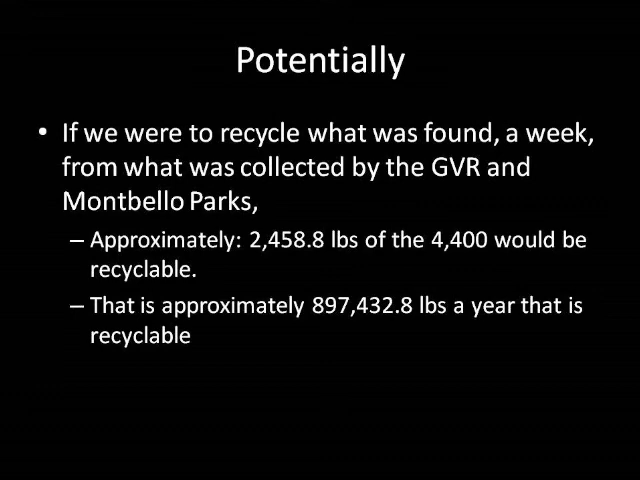 Potentially
• If we were to recycle what was found, a week,
from what was collected by the GVR and
Montbello Parks,
– Approximately: 2,458.8 lbs of the 4,400 would be
recyclable.
– That is approximately 897,432.8 lbs a year that is
recyclable